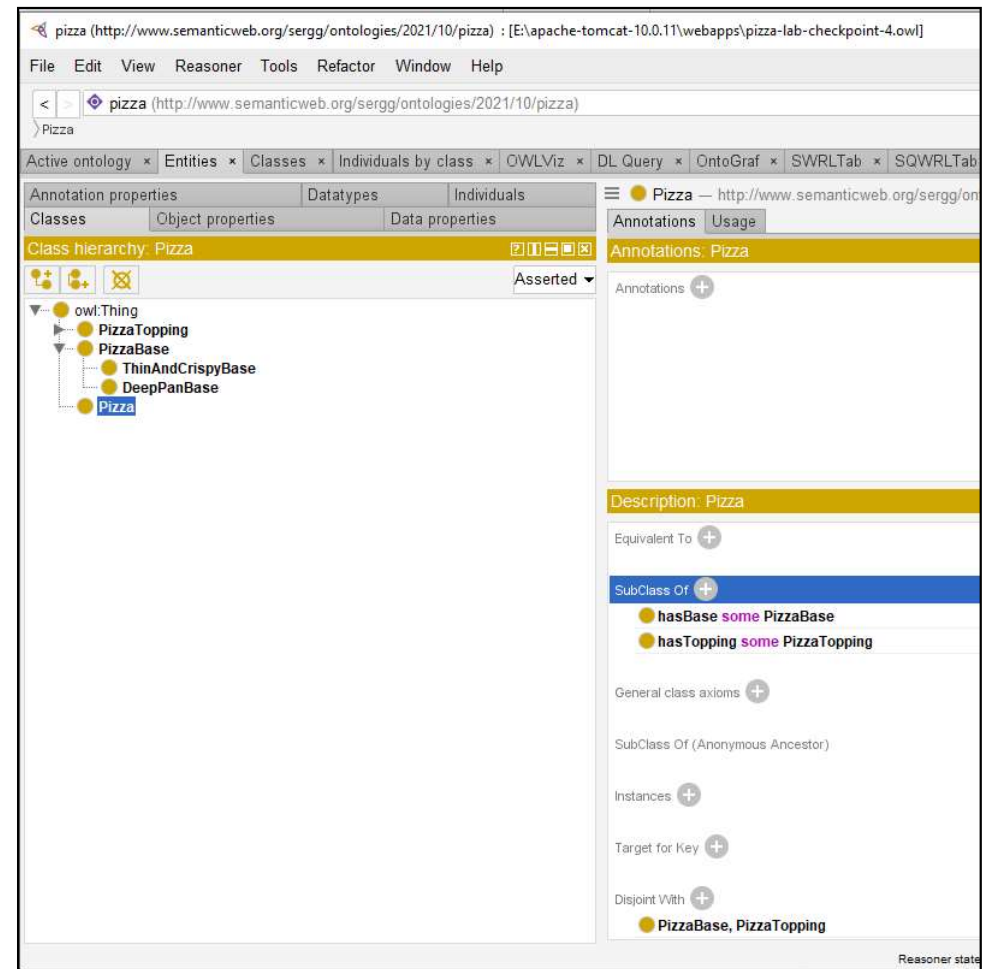 pizza (http://www.semanticweb.org/sergg/ontologies/2021/10/pizza) : [E:\apache-tomcat-10.0.11\webapps\pizza-lab-checkpoint-4.owl]
File Edit View Reasoner Tools Refactor Window Help
< > pizza (http://www.semanticweb.org/sergg/ontologies/2021/10/pizza)
Pizza
Active ontology × Entities × Classes × Individuals by class × OWLViz × DL Query × OntoGraf × SWRLTab × SQWRLTab
Annotation properties Datatypes Individuals
Classes Object properties Data properties
Class hierarchy: Pizza
Asserted
owl:Thing
PizzaTopping
PizzaBase
ThinAndCrispyBase
DeepPanBase
Pizza
Pizza — http://www.semanticweb.org/sergg/on
Annotations Usage
Annotations: Pizza
Annotations
Description: Pizza
Equivalent To
SubClass Of
hasBase some PizzaBase
hasTopping some PizzaTopping
General class axioms
SubClass Of (Anonymous Ancestor)
Instances
Target for Key
Disjoint With
PizzaBase, PizzaTopping
Reasoner state